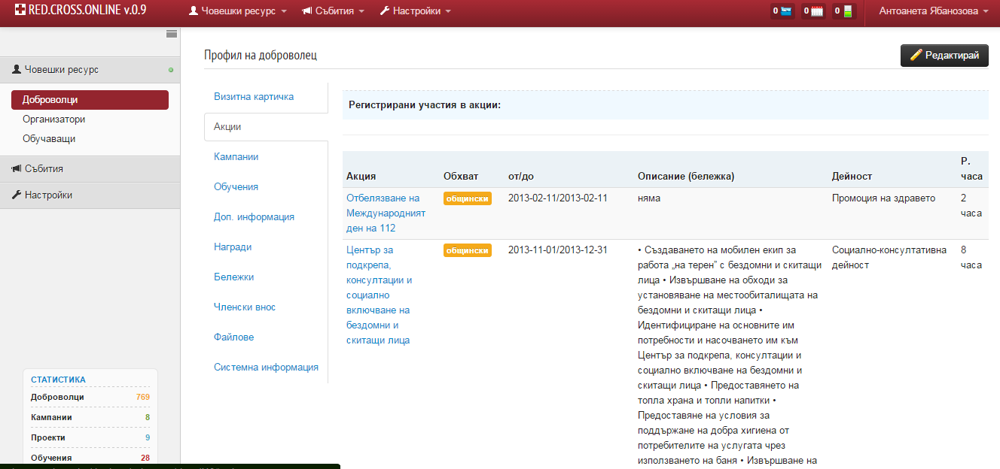 RED.CROSS.ONLINE v.0.9
Човешки ресурс
Събития
Настройки
0
0
0
Антоанета Ябанозова
Човешки ресурс
Доброволци
Организатори
Обучаващи
Събития
Настройки
СТАТИСТИКА
Доброволци 769
Кампании 8
Проекти 9
Обучения 28
Профил на доброволец
Редактирай
Визитна картичка
Акции
Кампании
Обучения
Доп. информация
Награди
Бележки
Членски внос
Файлове
Системна информация
Регистрирани участия в акции:
Акция
Обхват
от/до
Описание (бележка)
Дейност
Р.
часа
Отбелязване на
Международният
ден на 112
общински
2013-02-11/2013-02-11
няма
Промоция на здравето
2
часа
Център за
подкрепа,
консултации и
социално
включване на
бездомни и
скитащи лица
общински
2013-11-01/2013-12-31
• Създаването на мобилен екип за
работа „на терен” с бездомни и скитащи
лица • Извършване на обходи за
установяване на местообиталищата на
бездомни и скитащи лица •
Идентифициране на основните им
потребности и насочването им към
Център за подкрепа, консултации и
социално включване на бездомни и
скитащи лица • Предоставянето на
топла храна и топли напитки •
Предоставяне на условия за
поддържане на добра хигиена от
потребителите на услугата чрез
използването на баня • Извършване на
Социално-консултативна
дейност
8
часа